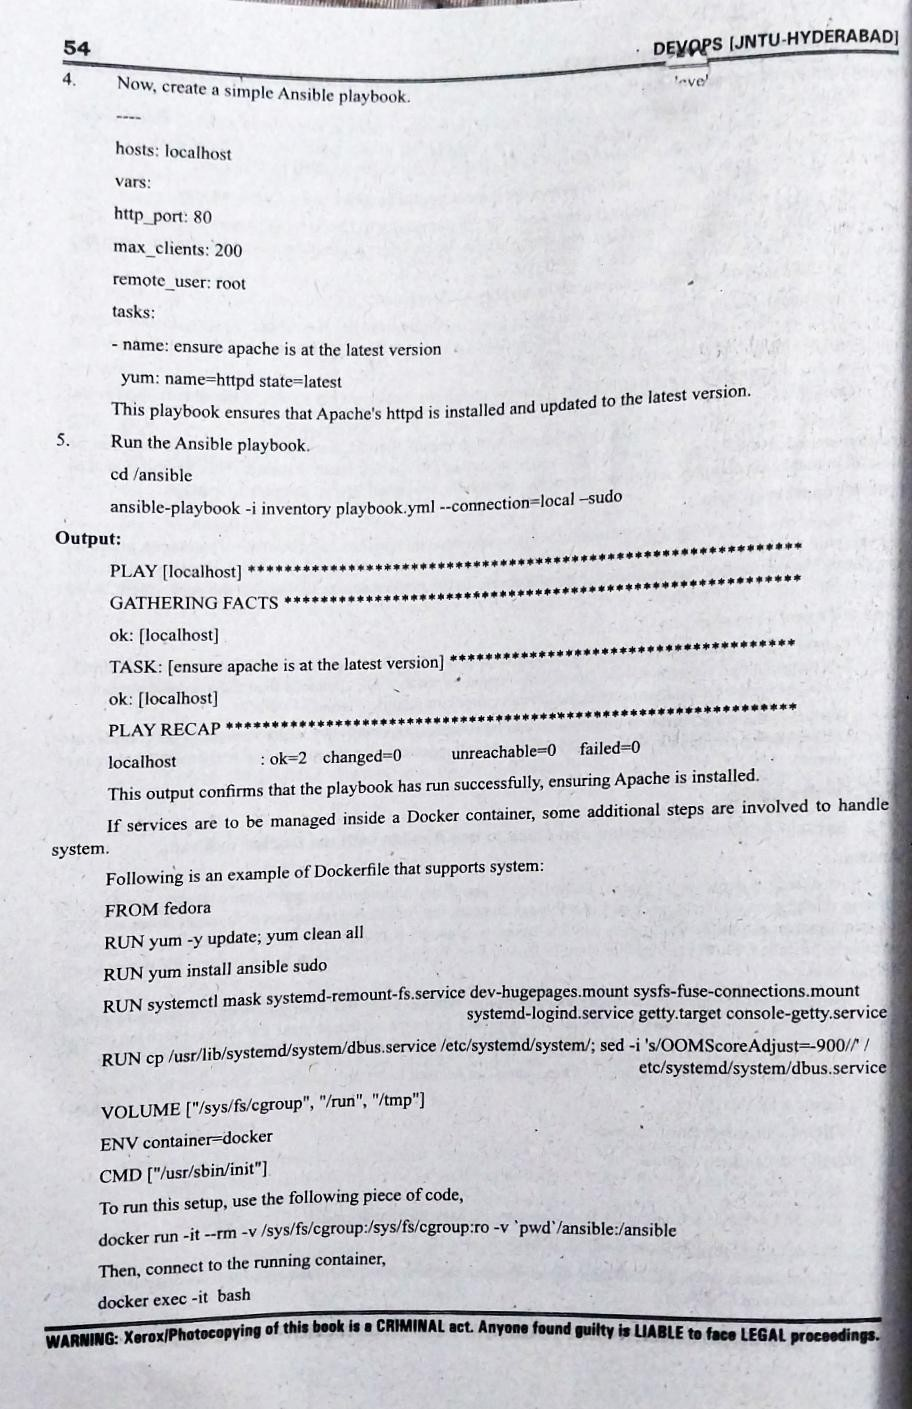 54
DEVOPS [JNTU-HYDERABAD]
4. Now, create a simple Ansible playbook.
----
hosts: localhost
vars:
http_port: 80
max_clients: 200
remote_user: root
tasks:
- name: ensure apache is at the latest version
yum: name=httpd state=latest
This playbook ensures that Apache's httpd is installed and updated to the latest version.
5. Run the Ansible playbook.
cd /ansible
ansible-playbook -i inventory playbook.yml --connection=local –sudo
Output:
PLAY [localhost] ************************************************************
GATHERING FACTS ********************************************************
ok: [localhost]
TASK: [ensure apache is at the latest version] **************************************
ok: [localhost]
PLAY RECAP **************************************************************
localhost : ok=2 changed=0 unreachable=0 failed=0
This output confirms that the playbook has run successfully, ensuring Apache is installed.
If services are to be managed inside a Docker container, some additional steps are involved to handle
system.
Following is an example of Dockerfile that supports system:
FROM fedora
RUN yum -y update; yum clean all
RUN yum install ansible sudo
RUN systemctl mask systemd-remount-fs.service dev-hugepages.mount sysfs-fuse-connections.mount
systemd-logind.service getty.target console-getty.service
RUN cp /usr/lib/systemd/system/dbus.service /etc/systemd/system/; sed -i 's/OOMScoreAdjust=-900//' /
etc/systemd/system/dbus.service
VOLUME ["/sys/fs/cgroup", "/run", "/tmp"]
ENV container=docker
CMD ["/usr/sbin/init"]
To run this setup, use the following piece of code,
docker run -it --rm -v /sys/fs/cgroup:/sys/fs/cgroup:ro -v `pwd`/ansible:/ansible
Then, connect to the running container,
docker exec -it bash
WARNING: Xerox/Photocopying of this book is a CRIMINAL act. Anyone found guilty is LIABLE to face LEGAL proceedings.